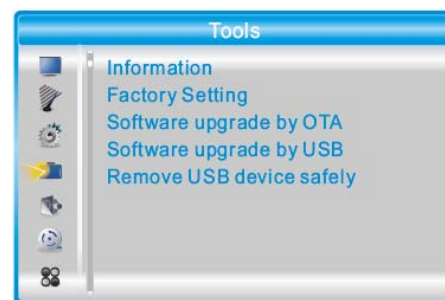 Tools
Information
Factory Setting
Software upgrade by OTA
Software upgrade by USB
Remove USB device safely